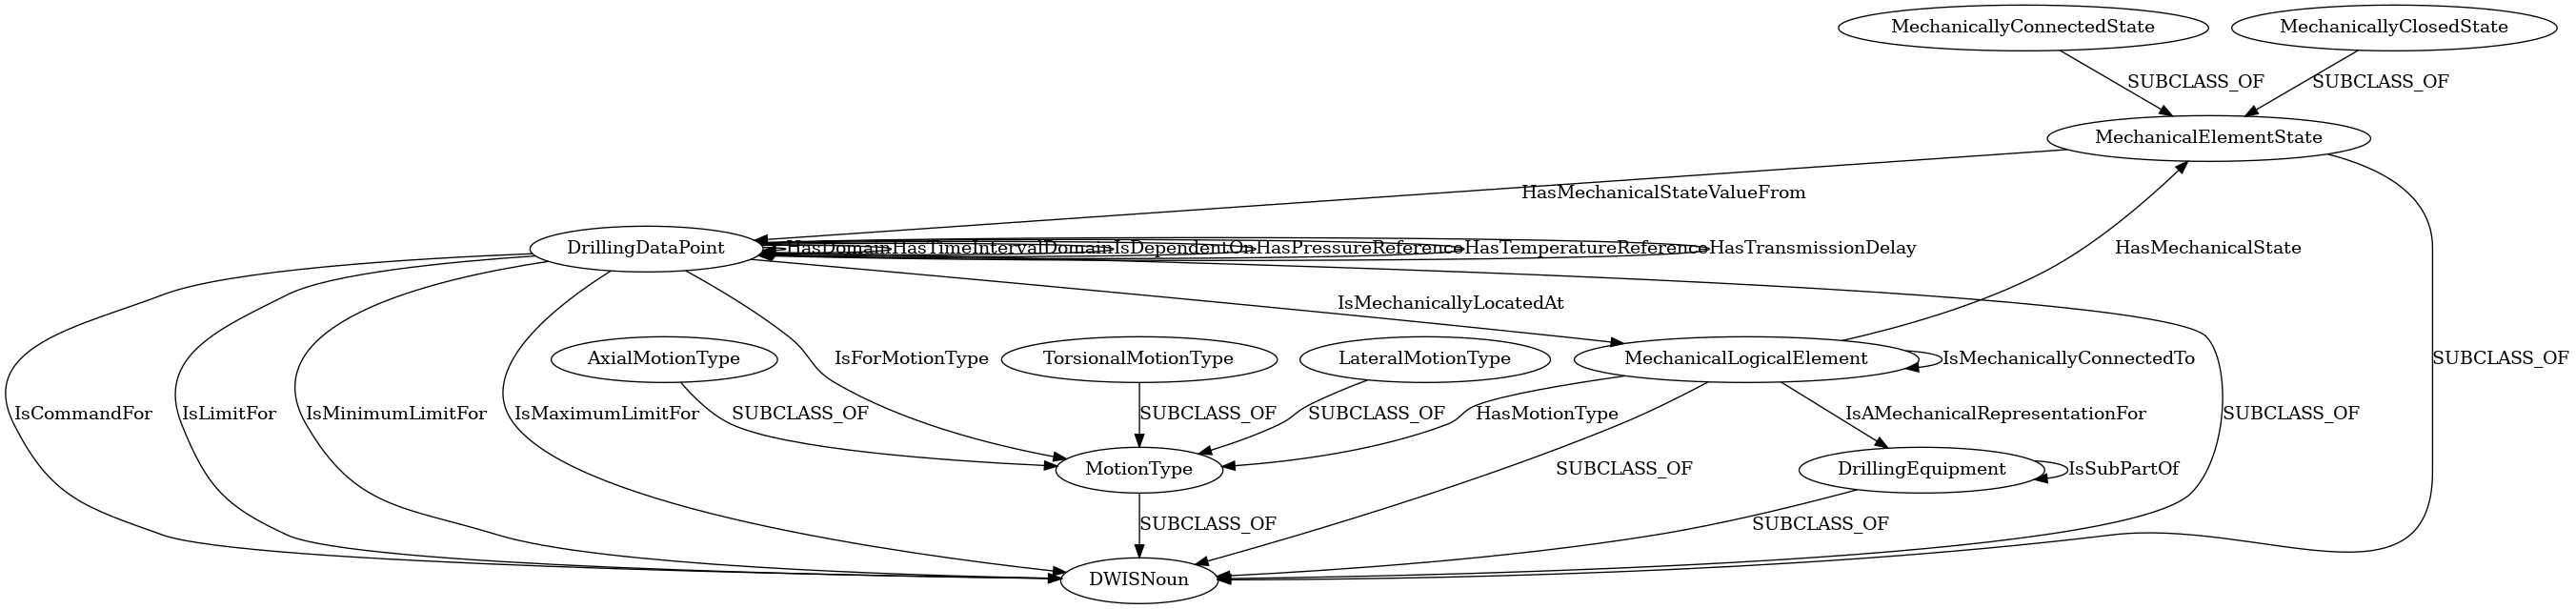 MechanicallyConnectedState
MechanicallyClosedState
SUBCLASS_OF
SUBCLASS_OF
MechanicalElementState
HasMechanicalStateValueFrom
DrillingDataPoint
HasDomain
HasTimeIntervalDomain
IsDependentOn
HasPressureReference
HasTemperatureReference
HasTransmissionDelay
HasMechanicalState
IsMechanicallyLocatedAt
AxialMotionType
IsForMotionType
TorsionalMotionType
LateralMotionType
MechanicalLogicalElement
IsMechanicallyConnectedTo
SUBCLASS_OF
IsCommandFor
IsLimitFor
IsMinimumLimitFor
IsMaximumLimitFor
SUBCLASS_OF
SUBCLASS_OF
SUBCLASS_OF
HasMotionType
IsAMechanicalRepresentationFor
SUBCLASS_OF
MotionType
SUBCLASS_OF
DrillingEquipment
IsSubPartOf
SUBCLASS_OF
SUBCLASS_OF
DWISNoun